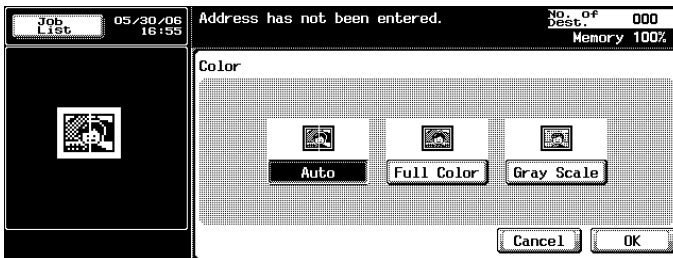 Job List
05/30/06
16:55
Address has not been entered.
No. of Dest.
000
Memory 100%
Color
Auto
Full Color
Gray Scale
Cancel
OK